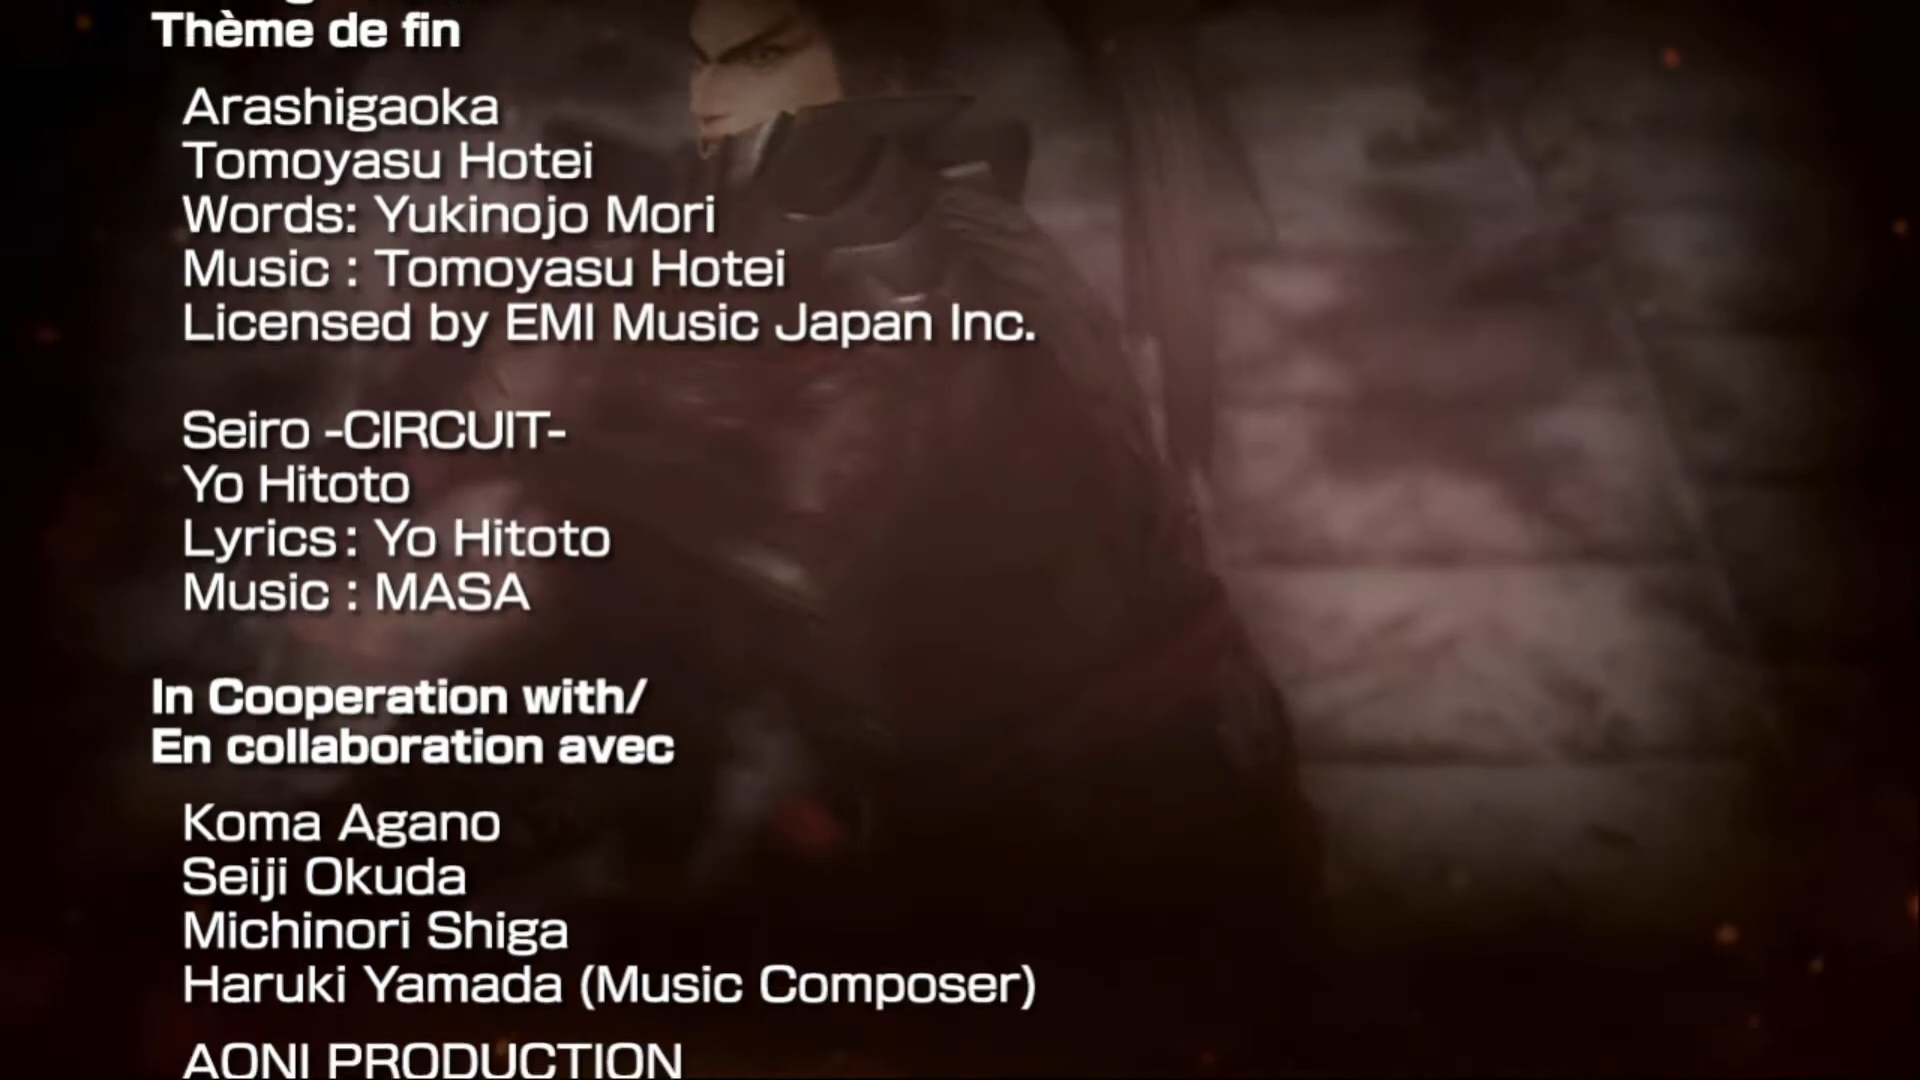 Thème de fin
Arashigaoka
Tomoyasu Hotei
Words: Yukinojo Mori
Music : Tomoyasu Hotei
Licensed by EMI Music Japan Inc.
Seiro -CIRCUIT-
Yo Hitoto
Lyrics : Yo Hitoto
Music : MASA
In Cooperation with/
En collaboration avec
Koma Agano
Seiji Okuda
Michinori Shiga
Haruki Yamada (Music Composer)
AONI PRODUCTION